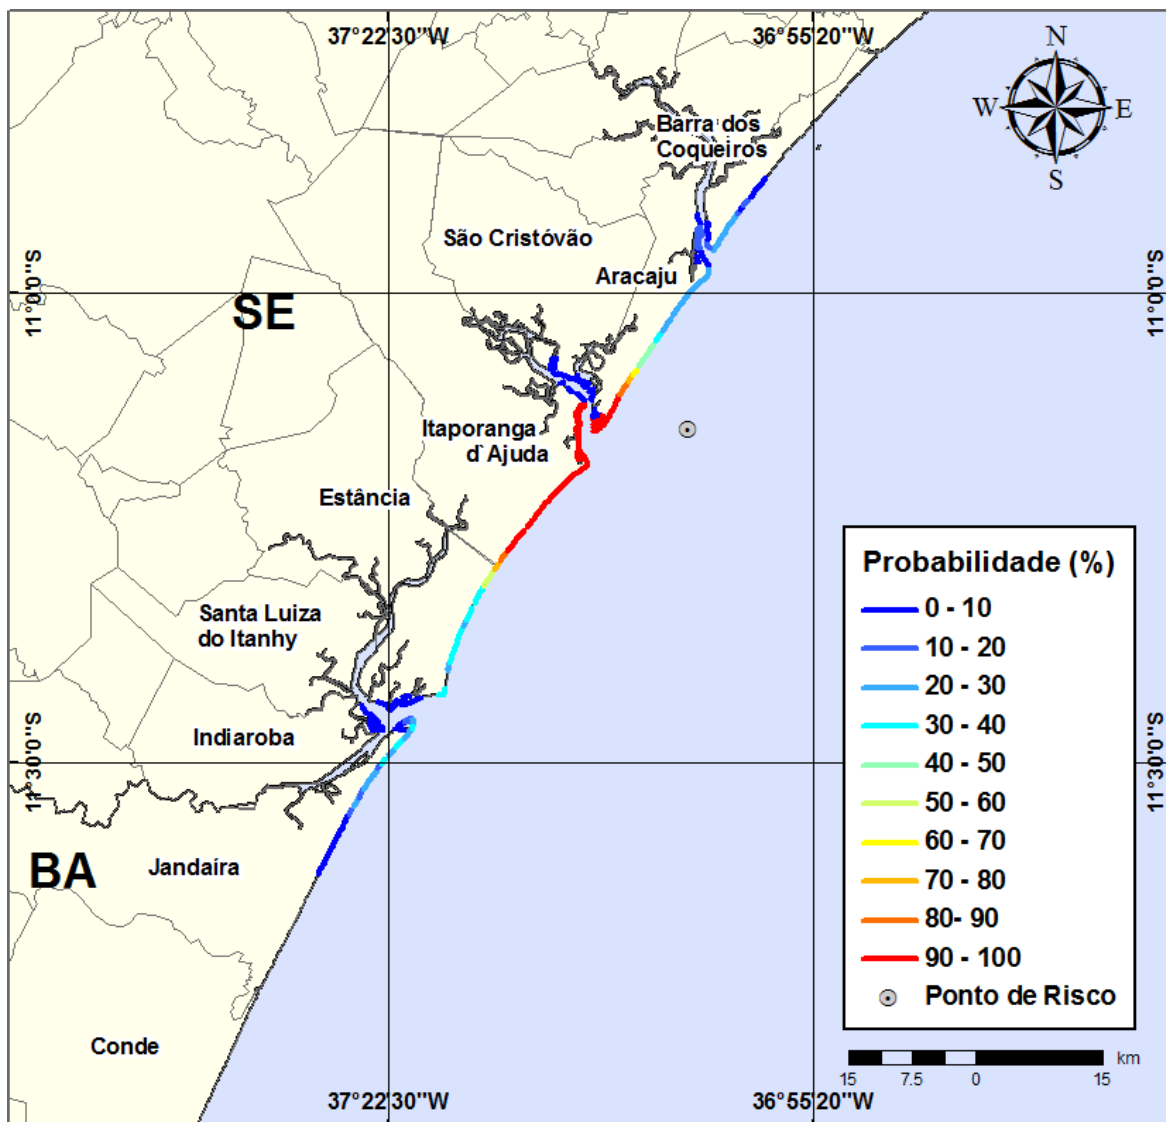 37°22'30"W
36°55'20"W
N
W
E
S
Barra dos
Coqueiros
São Cristóvão
Aracaju
11°0'0"S
11°0'0"S
SE
Itaporanga
d`Ajuda
Estância
Santa Luiza
do Itanhy
Indiaroba
11°30'0"S
11°30'0"S
BA
Jandaíra
Conde
Probabilidade (%)
0 - 10
10 - 20
20 - 30
30 - 40
40 - 50
50 - 60
60 - 70
70 - 80
80- 90
90 - 100
Ponto de Risco
km
15 7.5 0 15
37°22'30"W
36°55'20"W